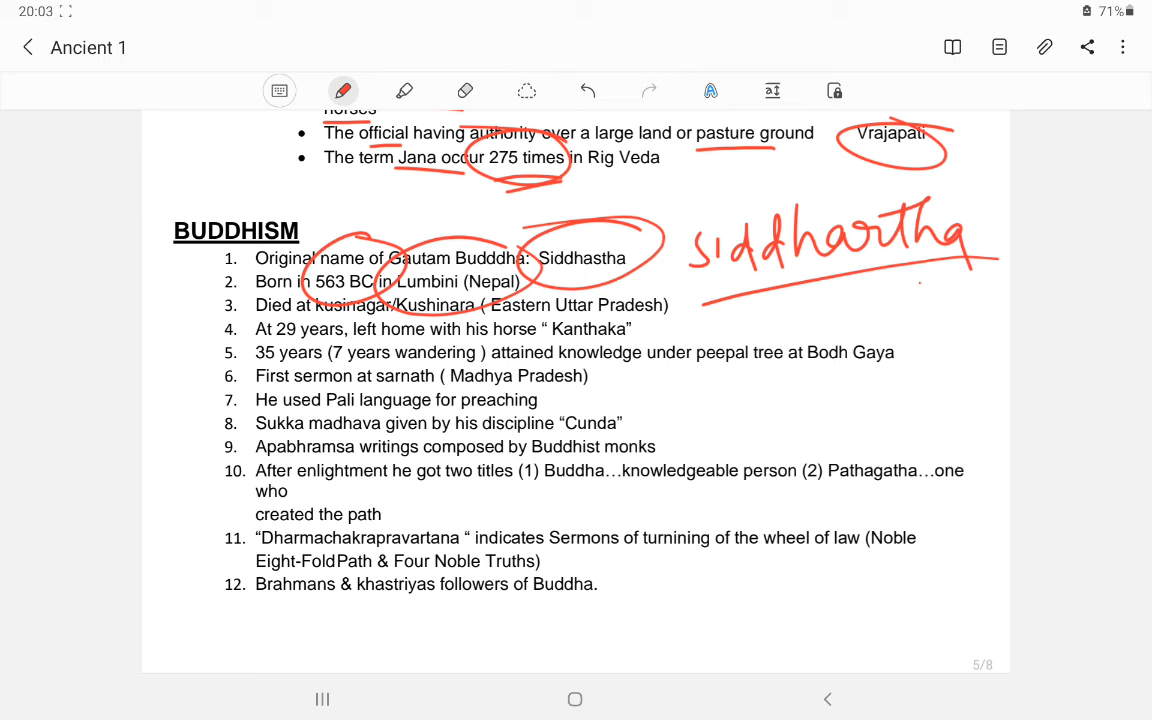 20:03
71%
Ancient 1
horses
The official having authority over a large land or pasture ground Vrajapati
The term Jana occur 275 times in Rig Veda
BUDDHISM
siddhartha
1. Original name of Gautam Budddha: Siddhastha
2. Born in 563 BC in Lumbini (Nepal)
3. Died at kusinagar/Kushinara ( Eastern Uttar Pradesh)
4. At 29 years, left home with his horse “ Kanthaka”
5. 35 years (7 years wandering ) attained knowledge under peepal tree at Bodh Gaya
6. First sermon at sarnath ( Madhya Pradesh)
7. He used Pali language for preaching
8. Sukka madhava given by his discipline “Cunda”
9. Apabhramsa writings composed by Buddhist monks
10. After enlightment he got two titles (1) Buddha…knowledgeable person (2) Pathagatha…one
who
created the path
11. “Dharmachakrapravartana “ indicates Sermons of turnining of the wheel of law (Noble
Eight-FoldPath & Four Noble Truths)
12. Brahmans & khastriyas followers of Buddha.
5/8